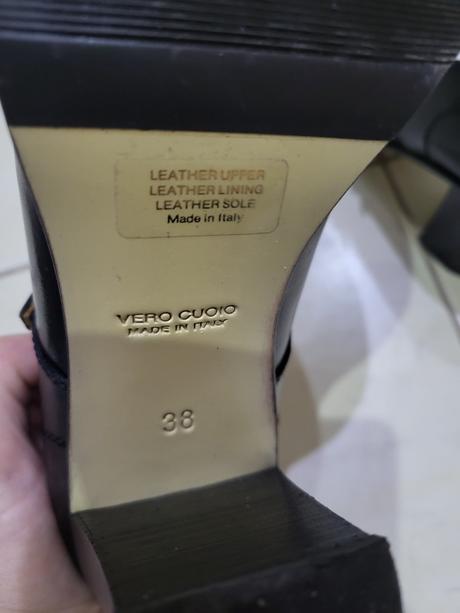 LEATHER UPPER
LEATHER LINING
LEATHER SOLE
Made in Italy
VERO CUOIO
MADE IN ITALY
38